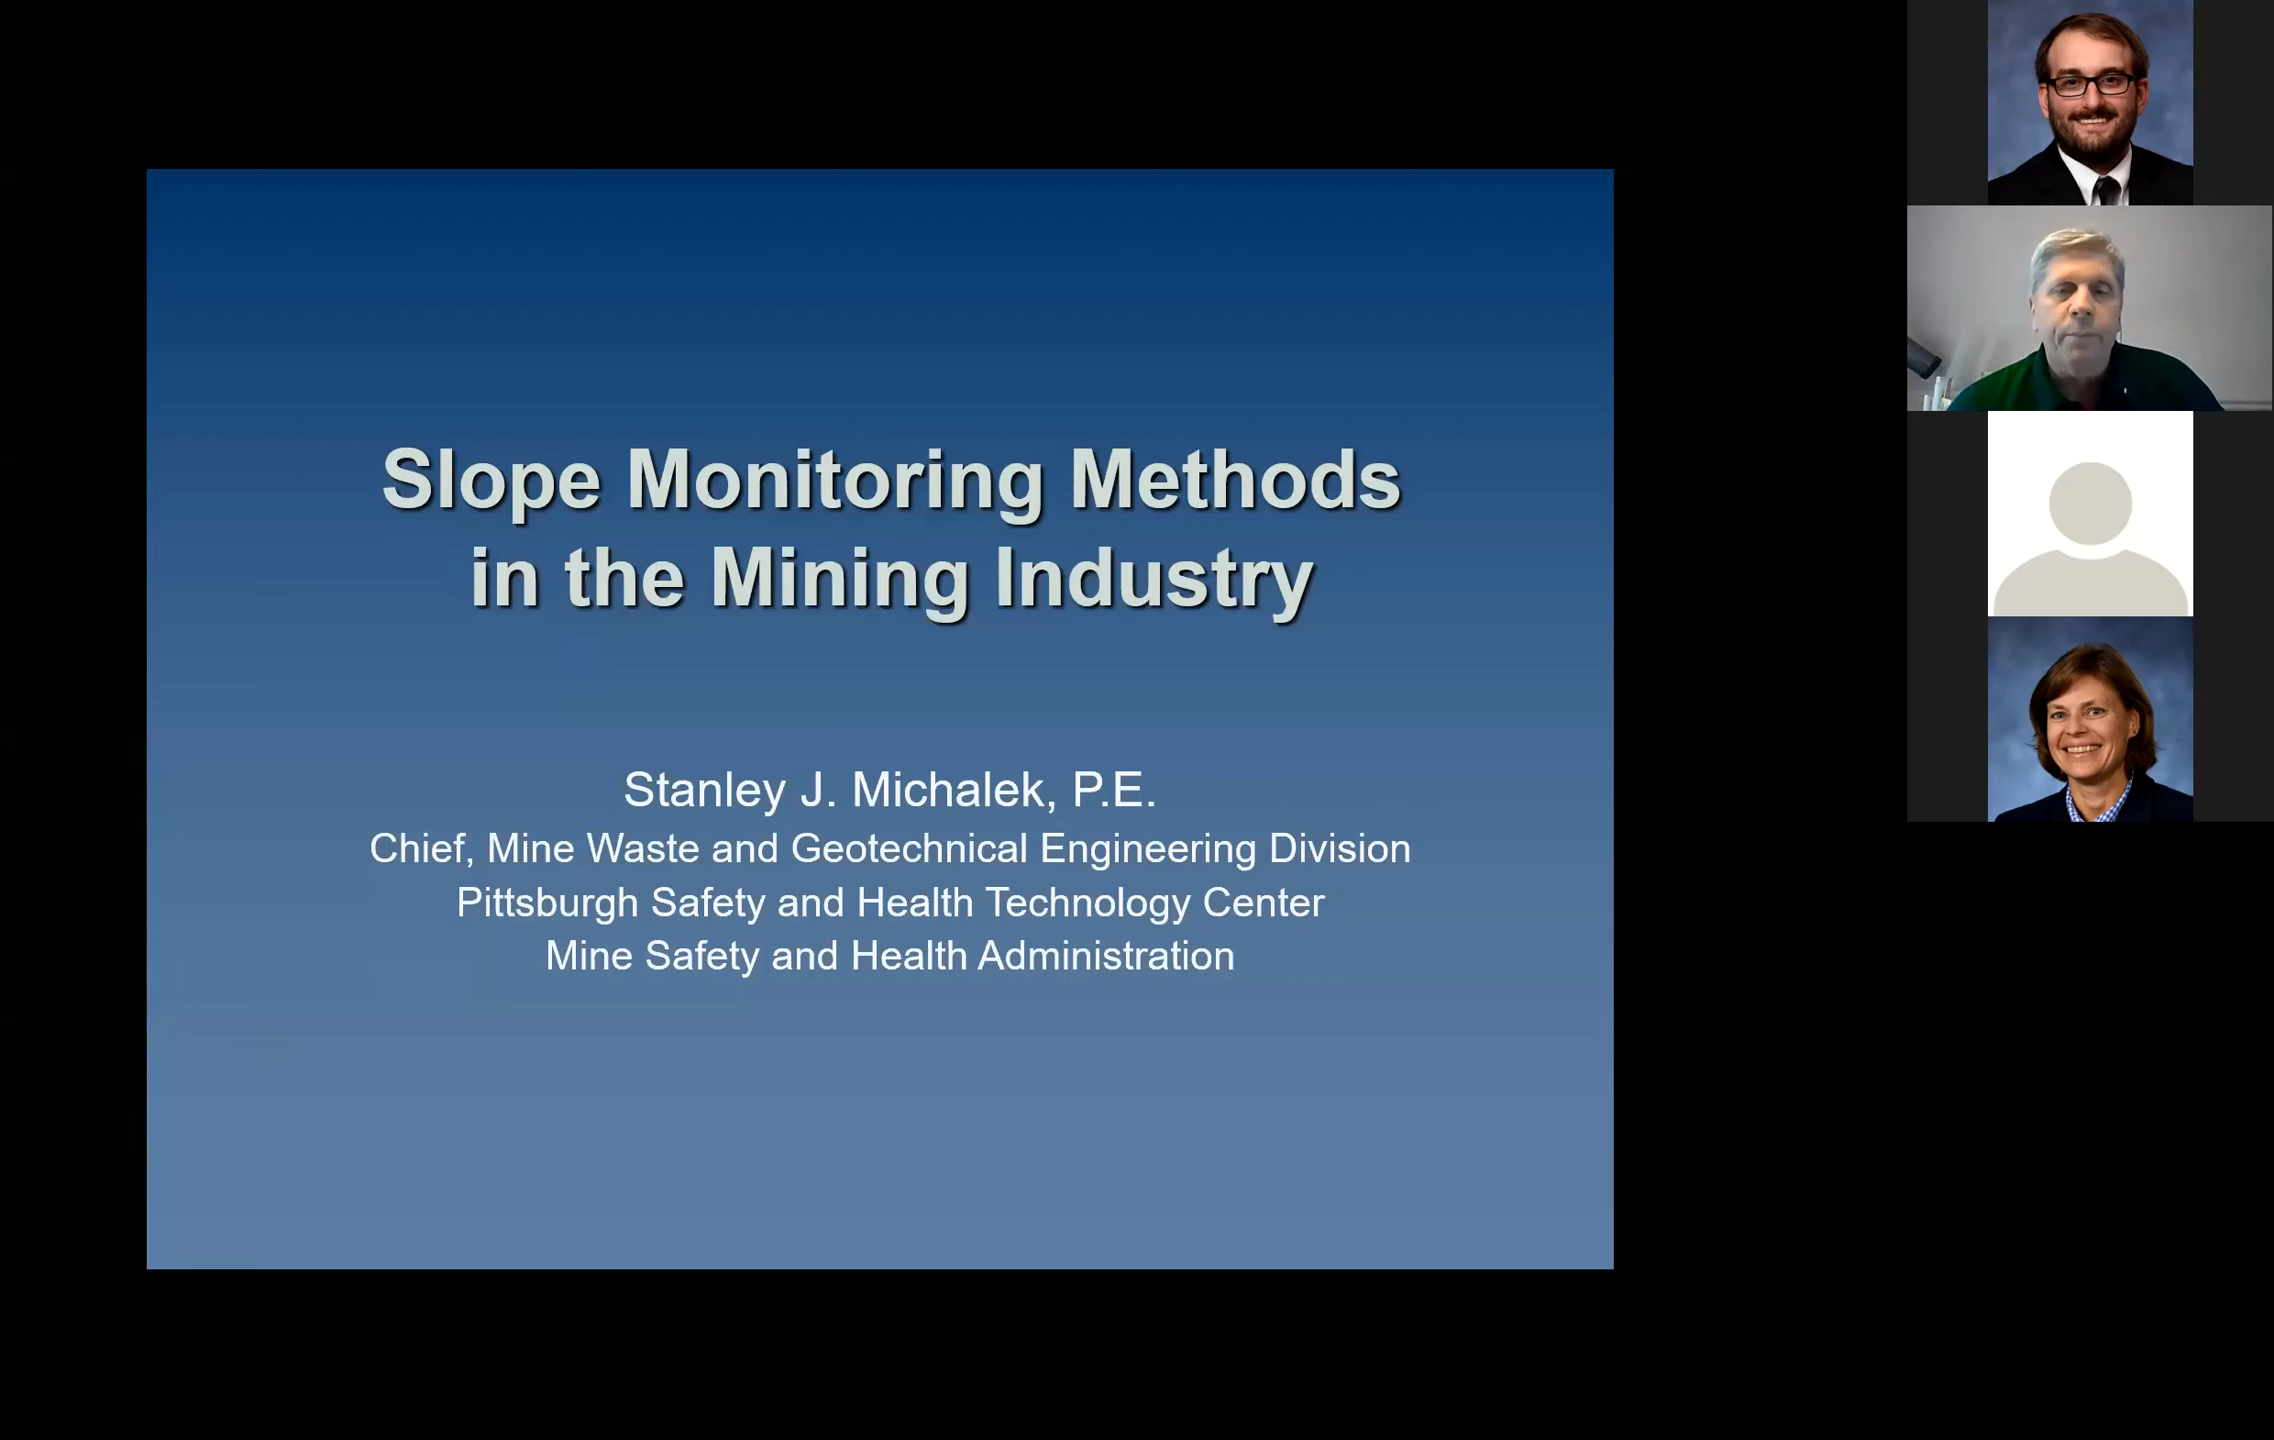 Slope Monitoring Methods
in the Mining Industry
Stanley J. Michalek, P.E.
Chief, Mine Waste and Geotechnical Engineering Division
Pittsburgh Safety and Health Technology Center
Mine Safety and Health Administration